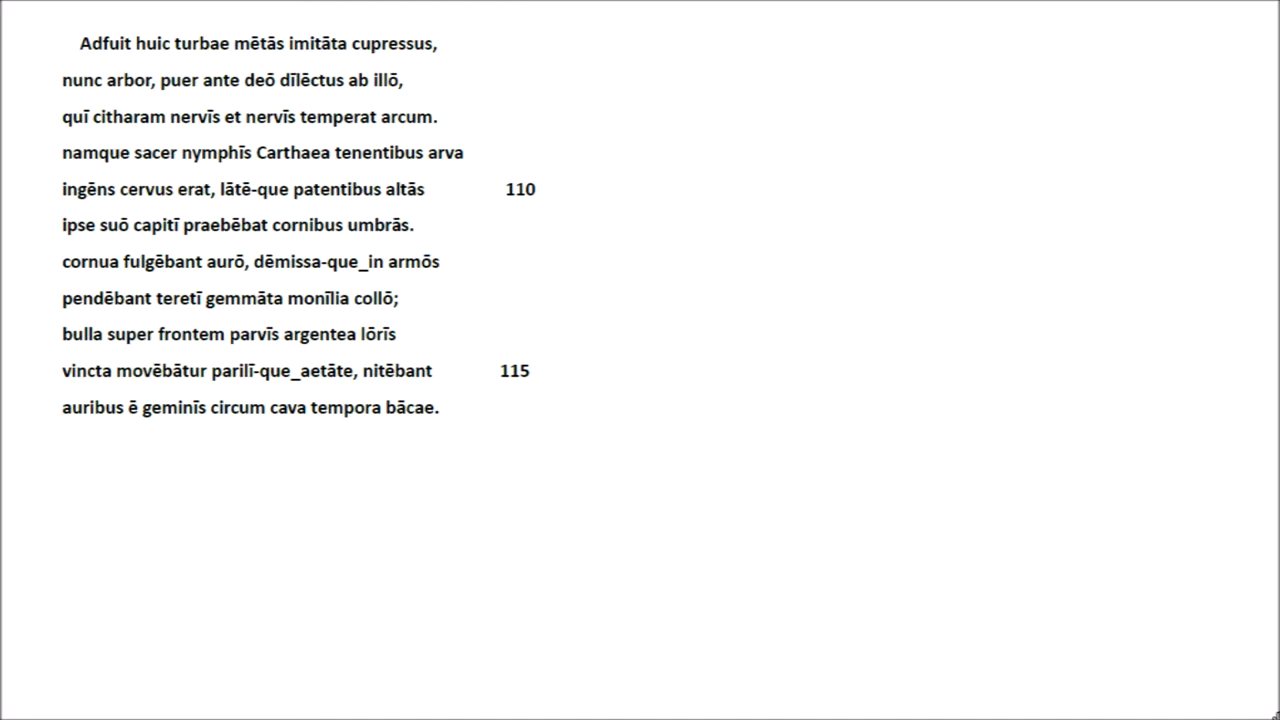 Adfuit huic turbae mētās imitāta cupressus,
nunc arbor, puer ante deō dīlēctus ab illō,
quī citharam nervīs et nervīs temperat arcum.
namque sacer nymphīs Carthaea tenentibus arva
ingēns cervus erat, lātē-que patentibus altās 110
ipse suō capitī praebēbat cornibus umbrās.
cornua fulgēbant aurō, dēmissa-que_in armōs
pendēbant teretī gemmāta monīlia collō;
bulla super frontem parvīs argentea lōrīs
vincta movēbātur parilī-que_aetāte, nitēbant 115
auribus ē geminīs circum cava tempora bācae.